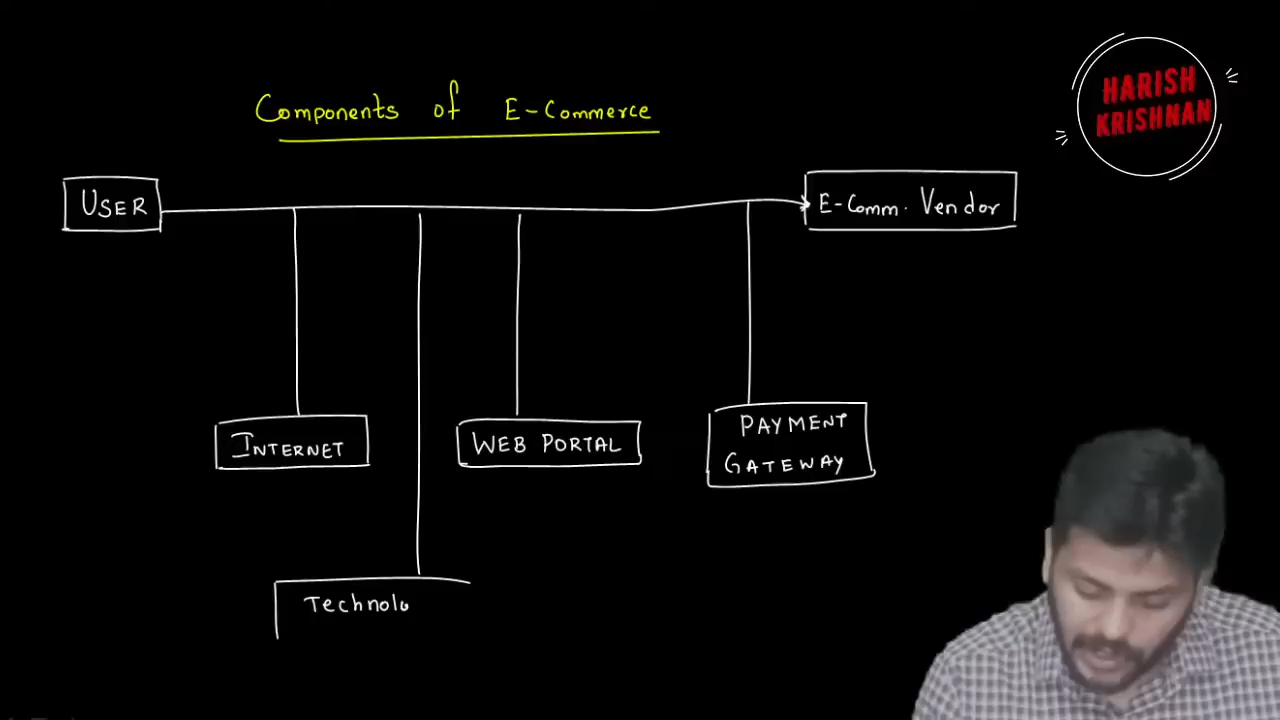 Components of E-Commerce
HARISH
KRISHNAN
USER
E-Comm. Vendor
INTERNET
WEB PORTAL
PAYMENT
GATEWAY
Technolo